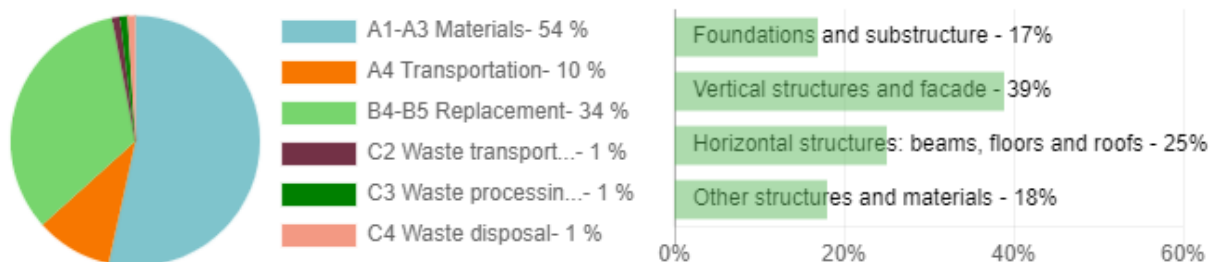 A1-A3 Materials- 54 %
A4 Transportation- 10 %
B4-B5 Replacement- 34 %
C2 Waste transport...- 1 %
C3 Waste processin...- 1 %
C4 Waste disposal- 1 %
Foundations and substructure - 17%
Vertical structures and facade - 39%
Horizontal structures: beams, floors and roofs - 25%
Other structures and materials - 18%
0% 20% 40% 60%